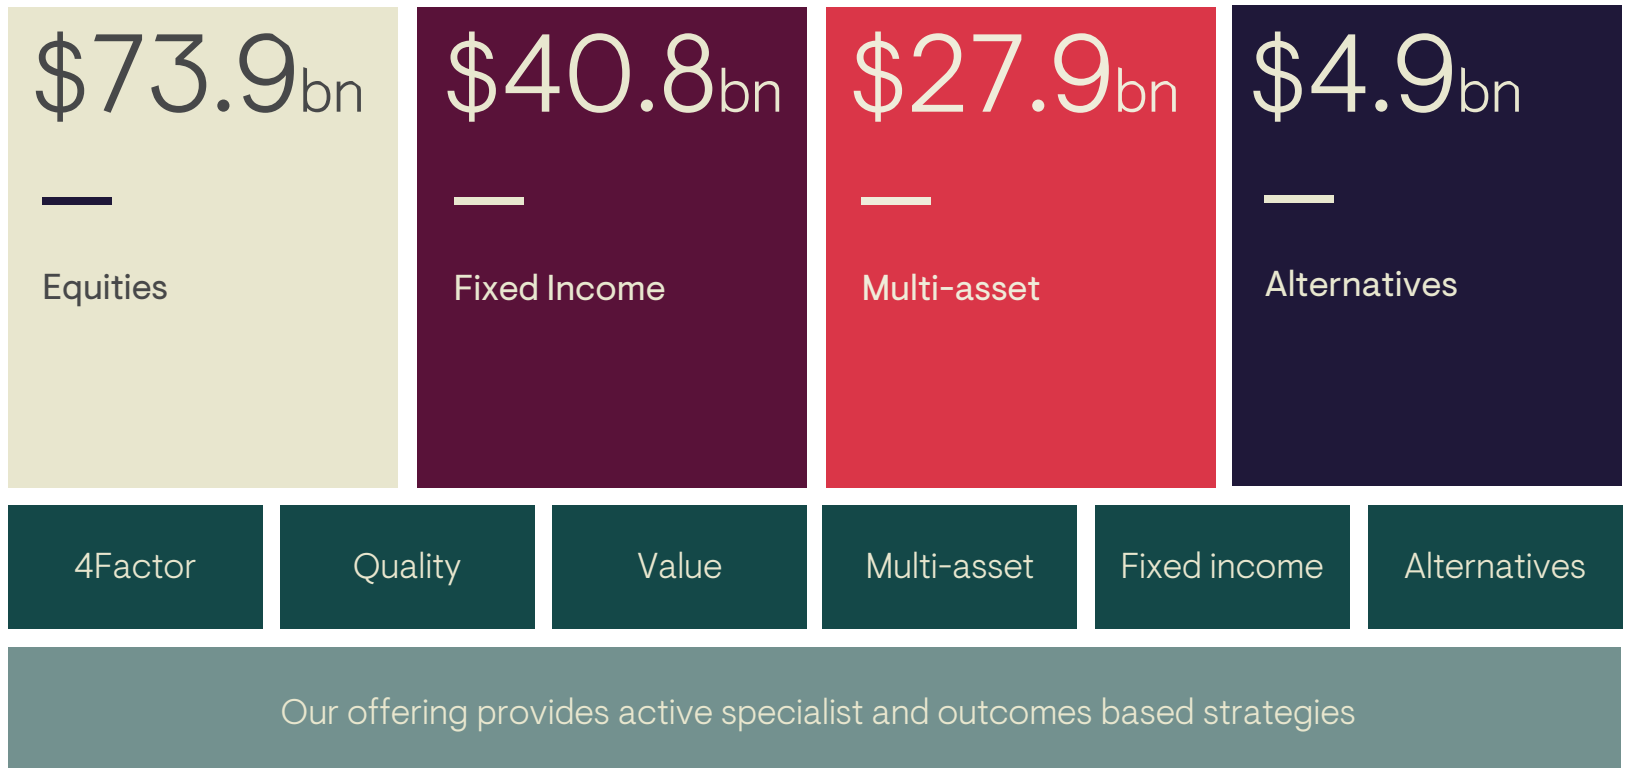 $73.9bn
Equities
$40.8bn
Fixed Income
$27.9bn
Multi-asset
$4.9bn
Alternatives
4Factor
Quality
Value
Multi-asset
Fixed income
Alternatives
Our offering provides active specialist and outcomes based strategies